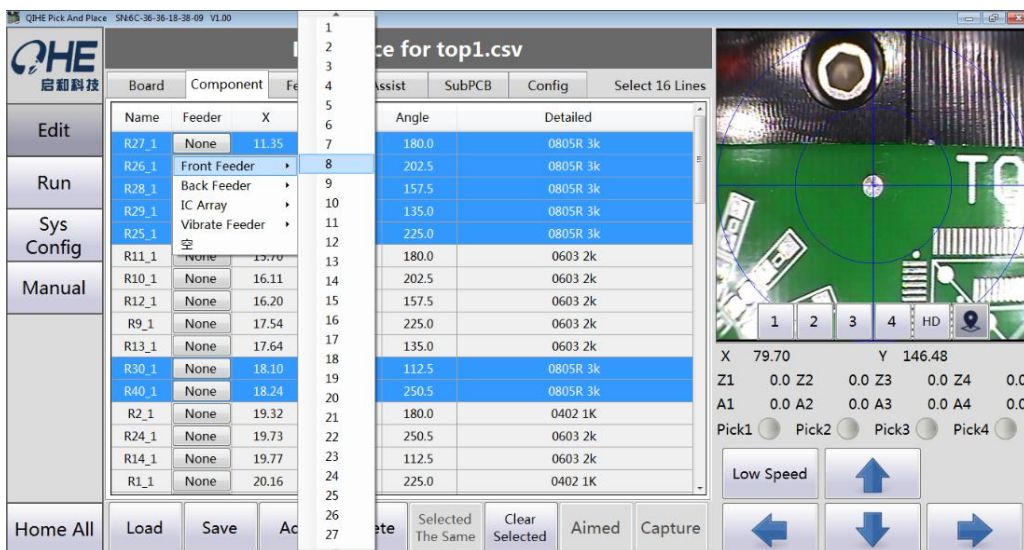 QIHE Pick And Place SN:6C-36-36-18-38-09 V1.00
QHE
启和科技
ce for top1.csv
Board Component Fe ssist SubPCB Config Select 16 Lines
Name Feeder X Angle Detailed
R27_1 None 11.35 180.0 0805R 3k
R26_1 202.5 0805R 3k
R28_1 157.5 0805R 3k
R29_1 135.0 0805R 3k
R25_1 225.0 0805R 3k
R11_1 None 15.70 180.0 0603 2k
R10_1 None 16.11 202.5 0603 2k
R12_1 None 16.20 157.5 0603 2k
R9_1 None 17.54 225.0 0603 2k
R13_1 None 17.64 135.0 0603 2k
R30_1 None 18.10 112.5 0805R 3k
R40_1 None 18.24 250.5 0805R 3k
R2_1 None 19.32 180.0 0402 1K
R24_1 None 19.73 250.5 0603 2k
R14_1 None 19.77 112.5 0603 2k
R1_1 None 20.16 225.0 0402 1K
Front Feeder
Back Feeder
IC Array
Vibrate Feeder
空
1
2
3
4
5
6
7
8
9
10
11
12
13
14
15
16
17
18
19
20
21
22
23
24
25
26
27
Edit
Run
Sys
Config
Manual
Home All
Load Save Ad ete Selected
The Same Clear
Selected Aimed Capture
TO
1 2 3 4 HD
X 79.70 Y 146.48
Z1 0.0 Z2 0.0 Z3 0.0 Z4 0.0
A1 0.0 A2 0.0 A3 0.0 A4 0.0
Pick1 Pick2 Pick3 Pick4
Low Speed